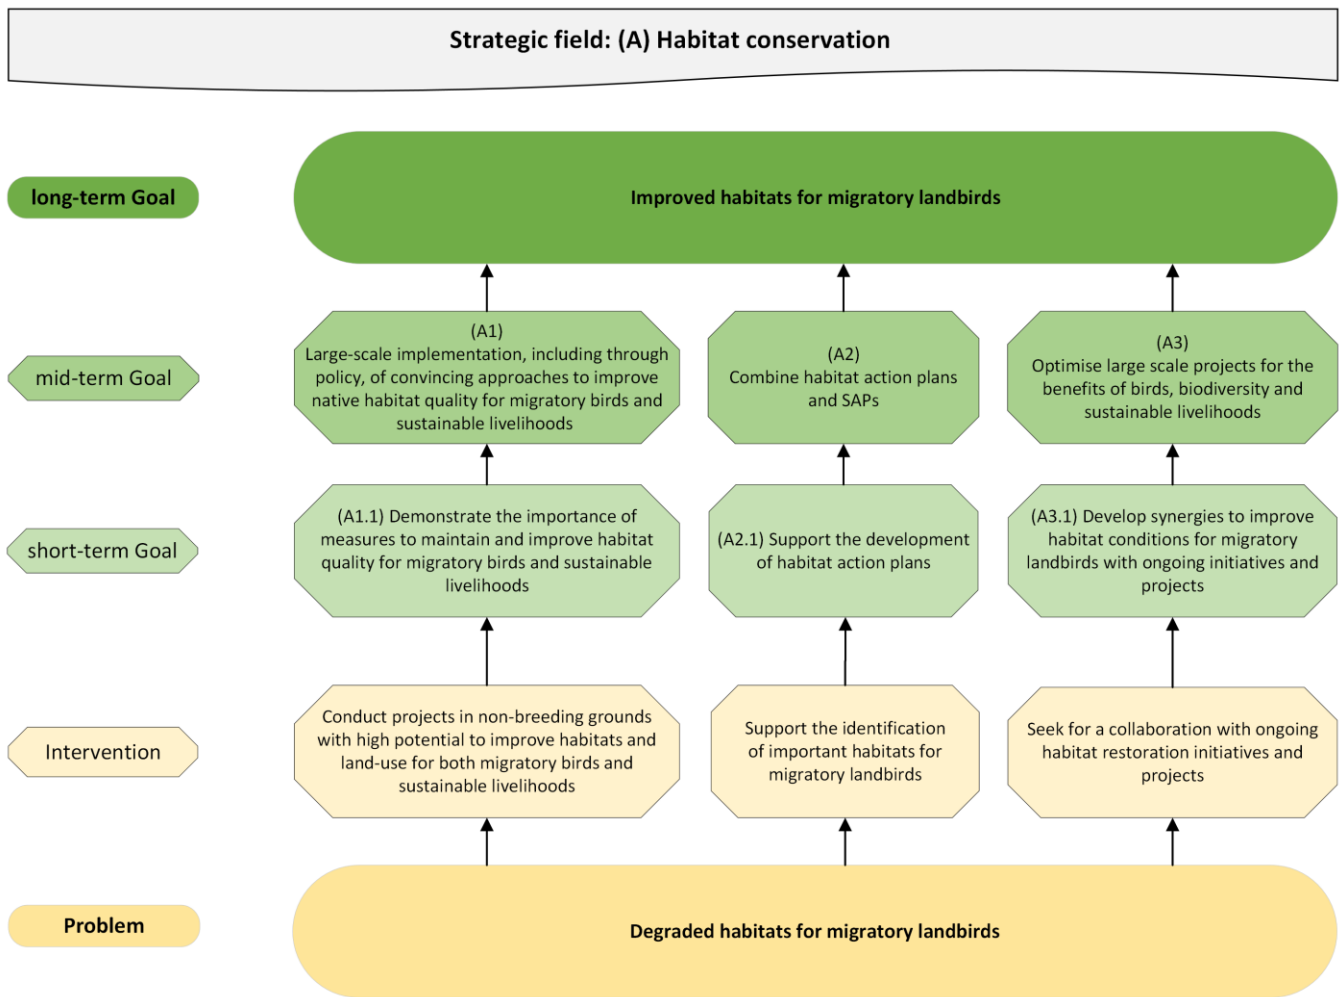 Strategic field: (A) Habitat conservation
long-term Goal
Improved habitats for migratory landbirds
mid-term Goal
(A1)
Large-scale implementation, including through
policy, of convincing approaches to improve
native habitat quality for migratory birds and
sustainable livelihoods
(A2)
Combine habitat action plans
and SAPs
(A3)
Optimise large scale projects for the
benefits of birds, biodiversity and
sustainable livelihoods
short-term Goal
(A1.1) Demonstrate the importance of
measures to maintain and improve habitat
quality for migratory birds and sustainable
livelihoods
(A2.1) Support the development
of habitat action plans
(A3.1) Develop synergies to improve
habitat conditions for migratory
landbirds with ongoing initiatives and
projects
Intervention
Conduct projects in non-breeding grounds
with high potential to improve habitats and
land-use for both migratory birds and
sustainable livelihoods
Support the identification
of important habitats for
migratory landbirds
Seek for a collaboration with ongoing
habitat restoration initiatives and
projects
Problem
Degraded habitats for migratory landbirds